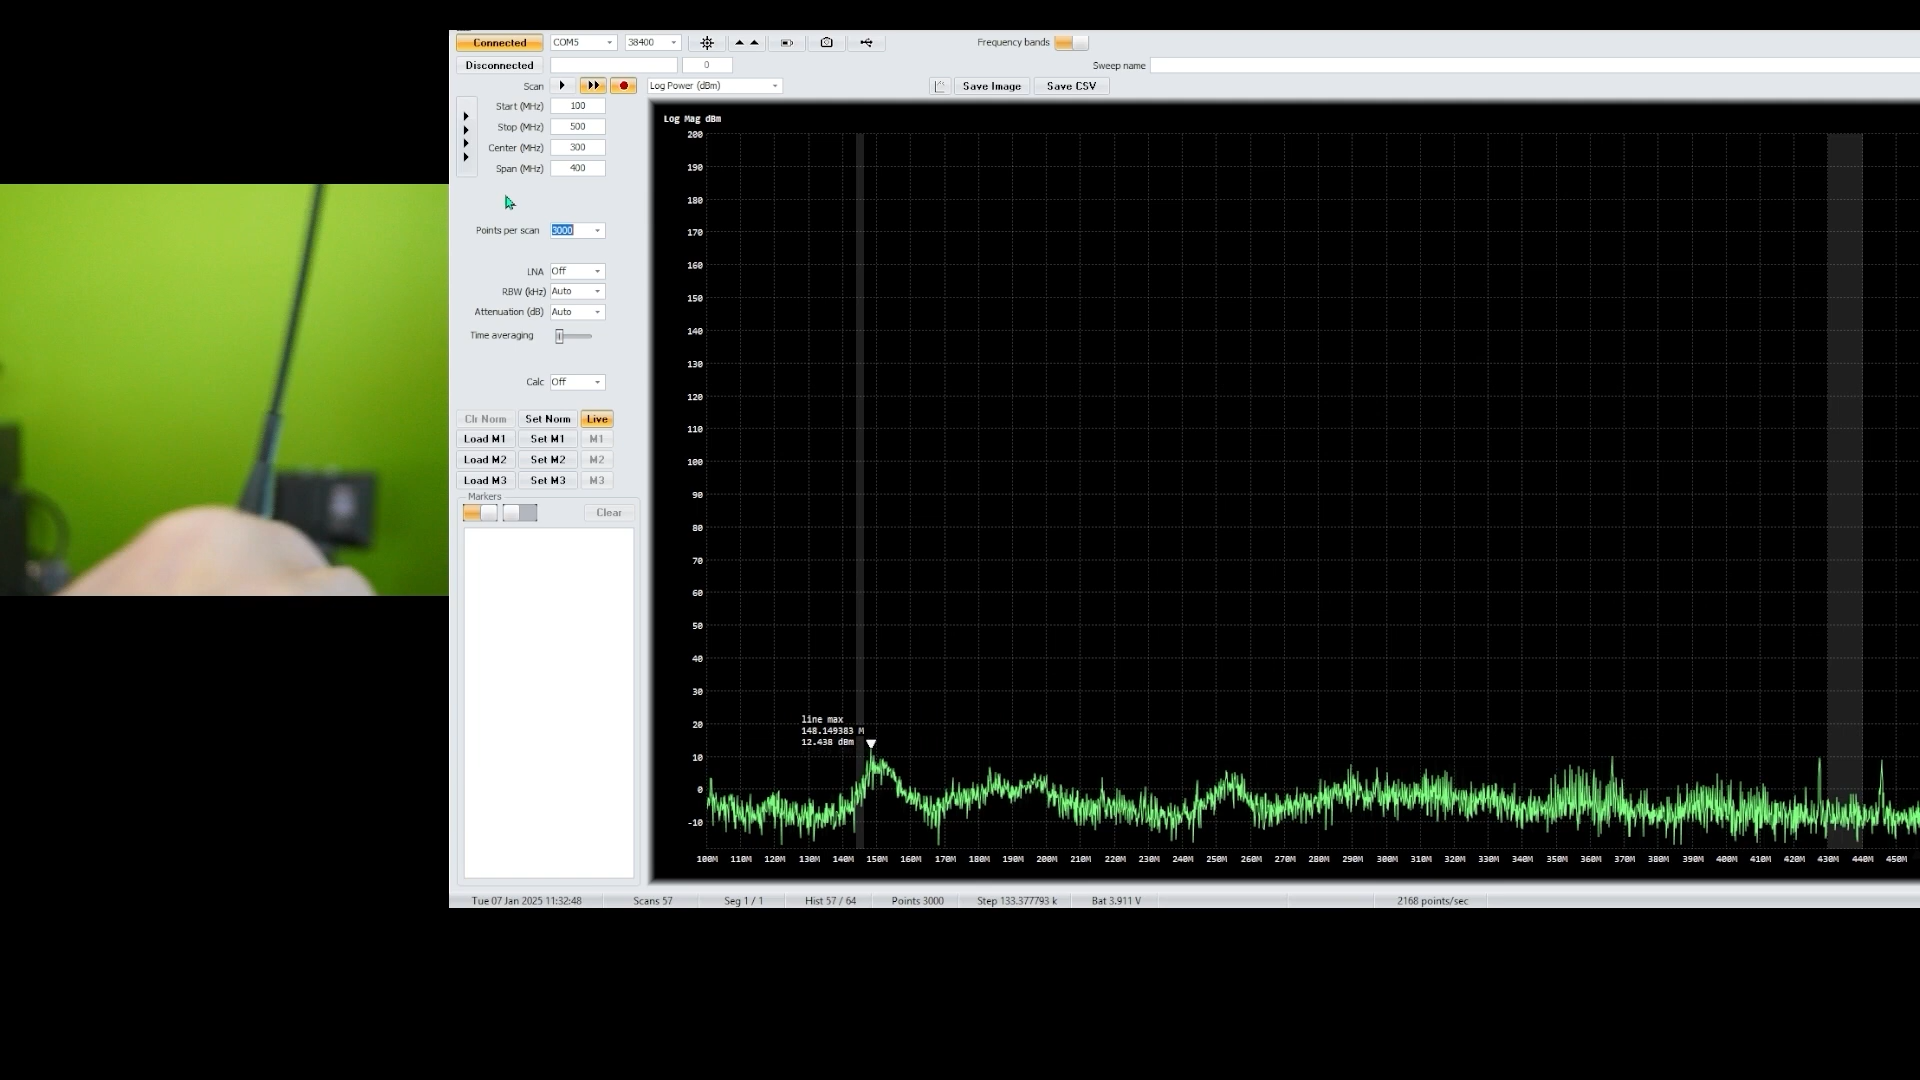 Connected COM5 38400 Frequency bands
Disconnected 0 Sweep name
Scan Log Power (dBm) Save Image Save CSV
Start (MHz) 100
Stop (MHz) 500
Center (MHz) 300
Span (MHz) 400
Points per scan 3000
LNA Off
RBW (kHz) Auto
Attenuation (dB) Auto
Time averaging
Calc Off
Clr Norm Set Norm Live
Load M1 Set M1 M1
Load M2 Set M2 M2
Load M3 Set M3 M3
Markers
Clear
Log Mag dBm
200
190
180
170
160
150
140
130
120
110
100
90
80
70
60
50
40
30
20
10
0
-10
line max
148.149383 M
12.438 dBm
100M 110M 120M 130M 140M 150M 160M 170M 180M 190M 200M 210M 220M 230M 240M 250M 260M 270M 280M 290M 300M 310M 320M 330M 340M 350M 360M 370M 380M 390M 400M 410M 420M 430M 440M 450M
Tue 07 Jan 2025 11:32:48 Scans 57 Seg 1 / 1 Hist 57 / 64 Points 3000 Step 133.377793 k Bat 3.911 V 2168 points/sec